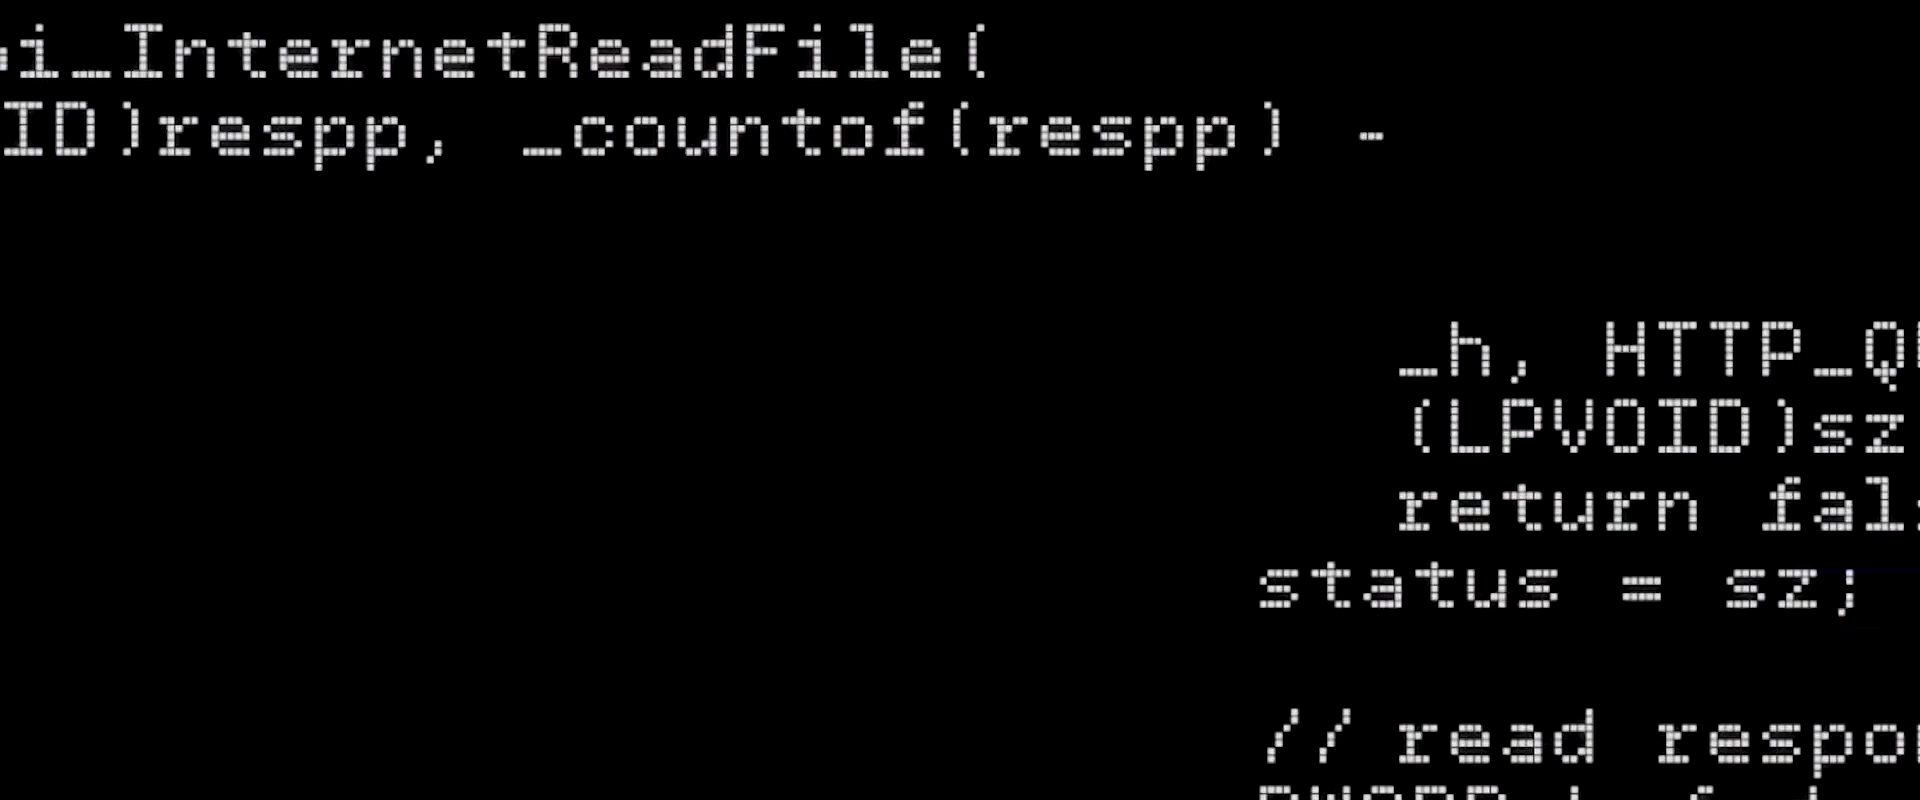 i_InternetReadFile(
ID)respp, _countof(respp) -
_h, HTTP_Q
(LPVOID)sz
return fal
status = sz;
// read respo